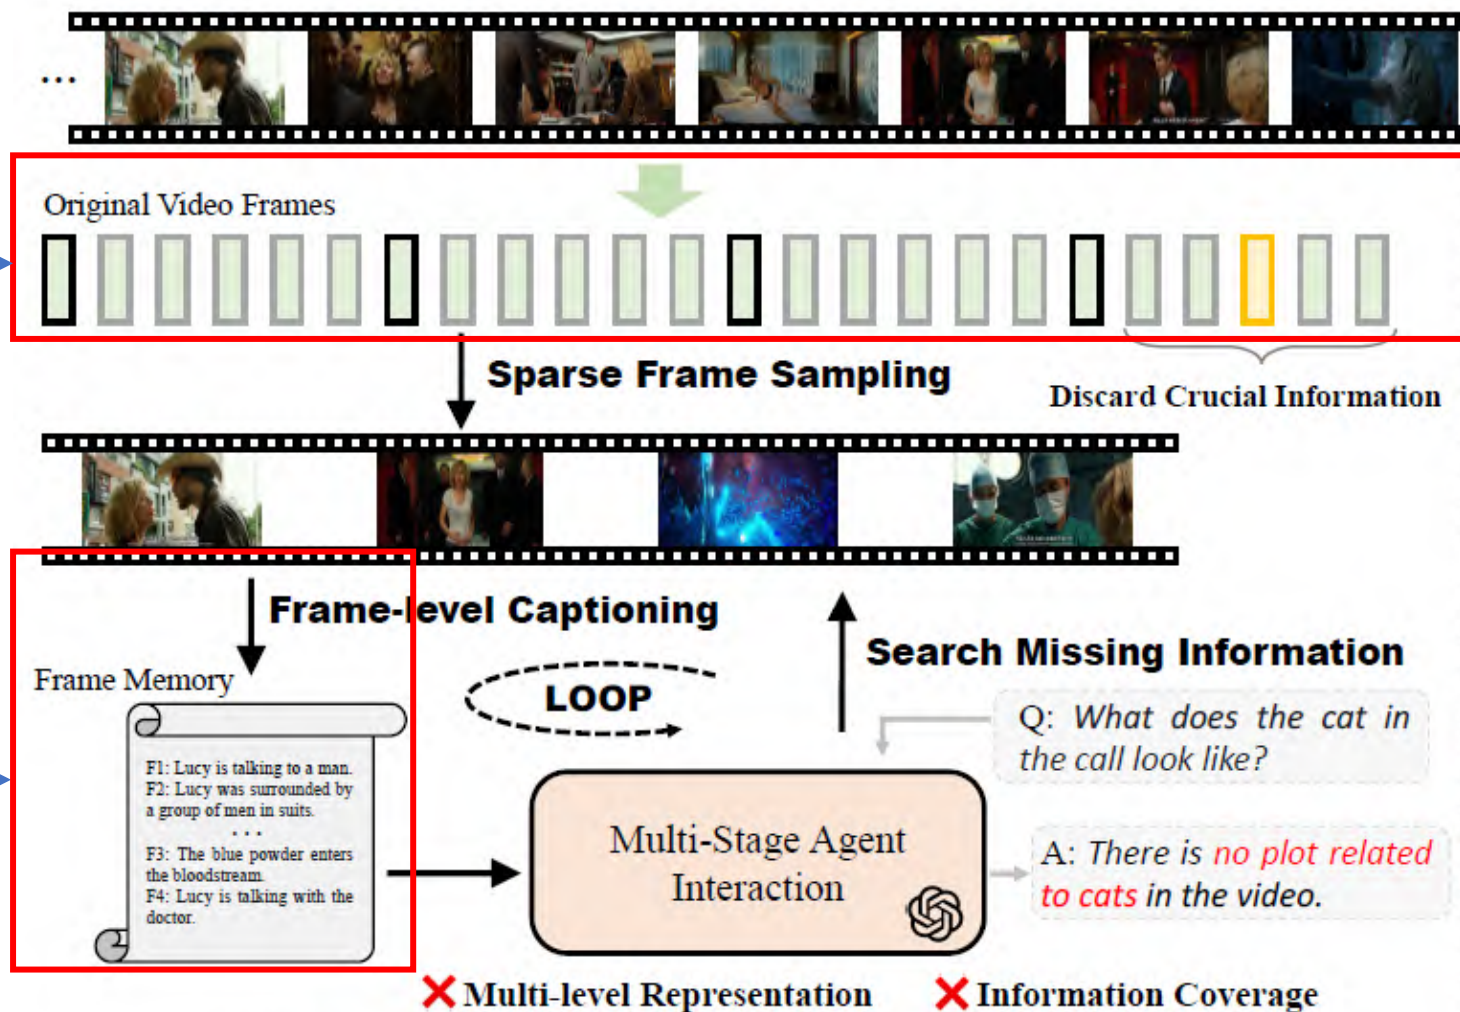 ...
Original Video Frames
Sparse Frame Sampling
Discard Crucial Information
Frame-level Captioning
Search Missing Information
Frame Memory
LOOP
Q: What does the cat in
the call look like?
F1: Lucy is talking to a man.
F2: Lucy was surrounded by
a group of men in suits.
...
F3: The blue powder enters
the bloodstream.
F4: Lucy is talking with the
doctor.
Multi-Stage Agent
Interaction
A: There is no plot related
to cats in the video.
Multi-level Representation
Information Coverage